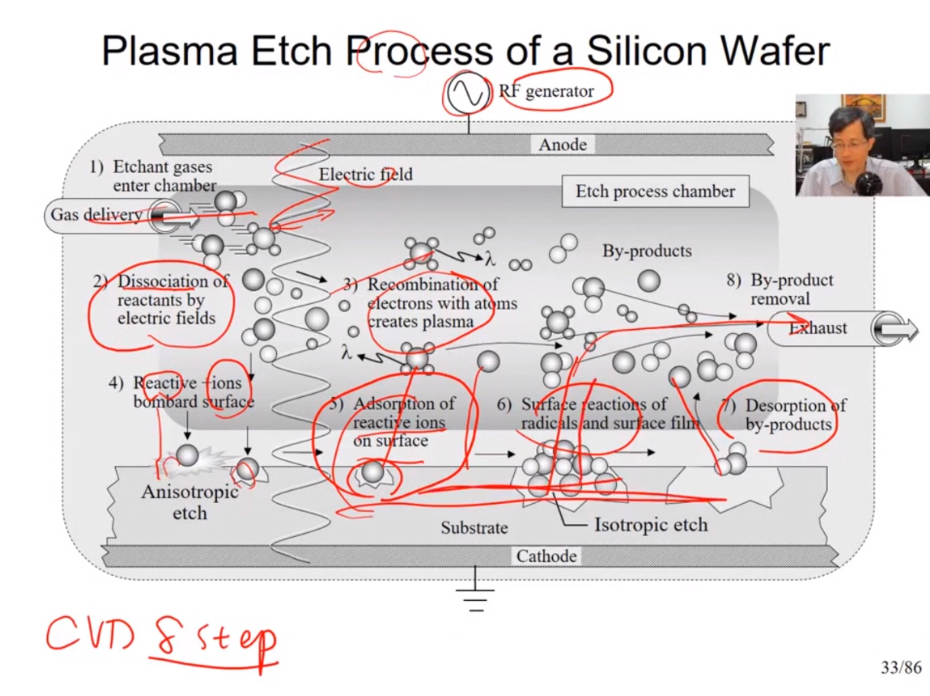 Plasma Etch Process of a Silicon Wafer
RF generator
Anode
1) Etchant gases
enter chamber
Electric field
Etch process chamber
Gas delivery
By-products
λ
2) Dissociation of
reactants by
electric fields
3) Recombination of
electrons with atoms
creates plasma
8) By-product
removal
Exhaust
λ
4) Reactive +ions
bombard surface
5) Adsorption of
reactive ions
on surface
6) Surface reactions of
radicals and surface film
7) Desorption of
by-products
Anisotropic
etch
Substrate
Isotropic etch
Cathode
CVD 8 step
33/86